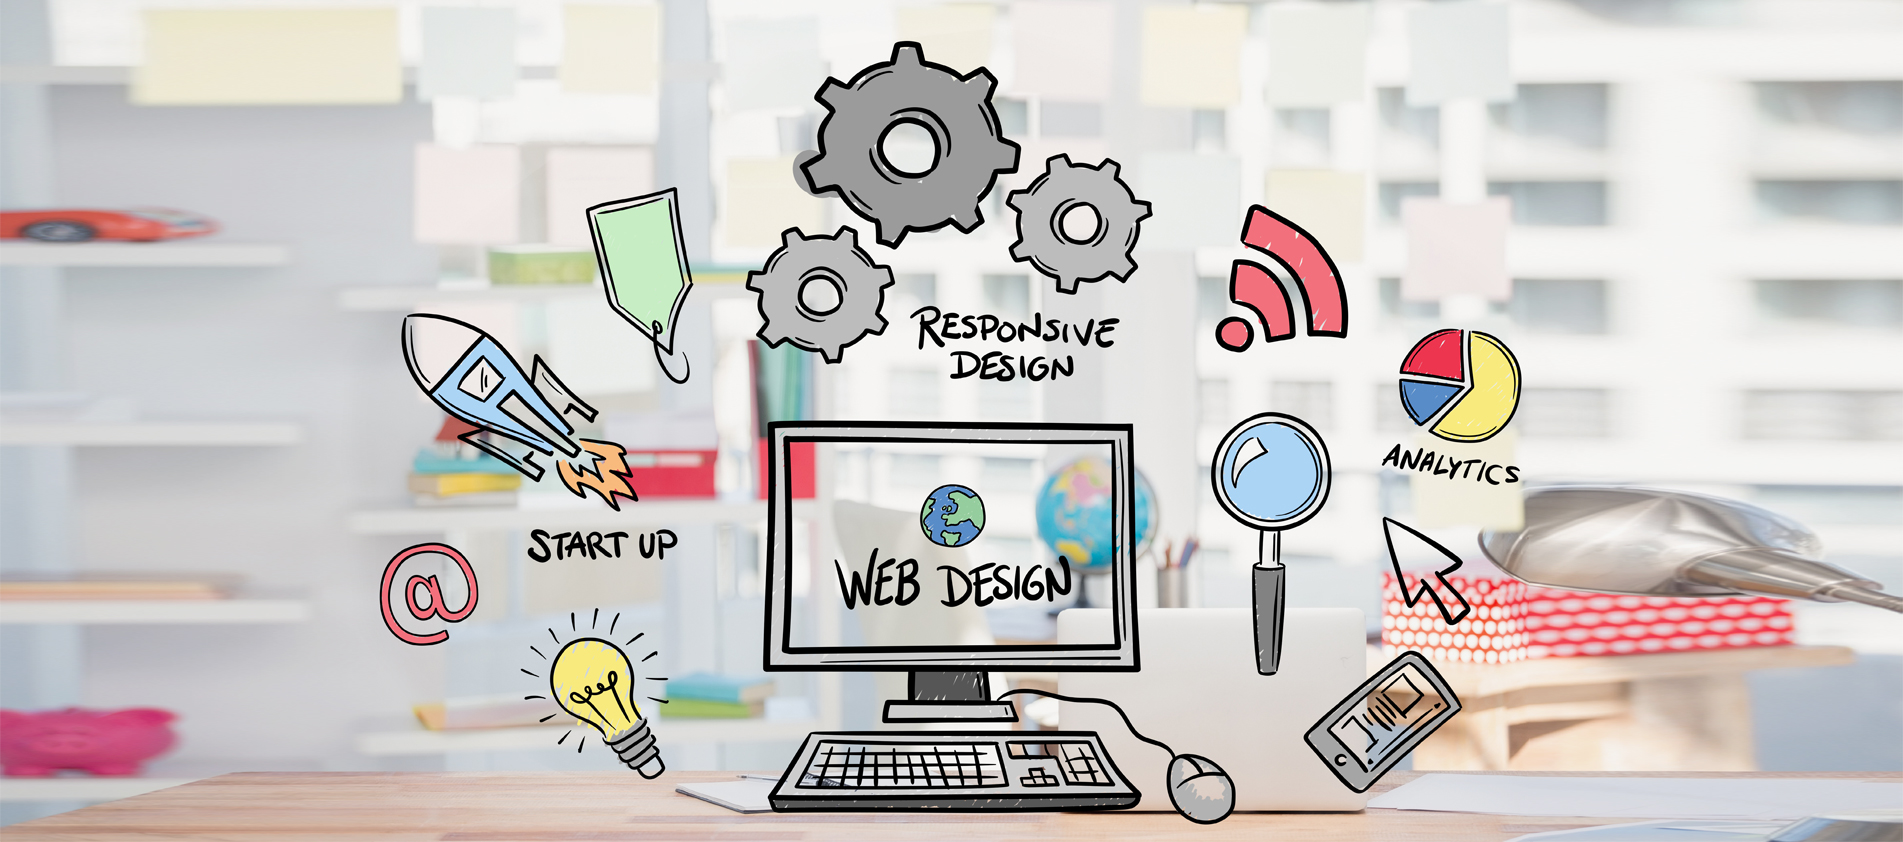 RESPONSIVE
DESIGN
ANALYTICS
START UP
@
WEB DESIGN